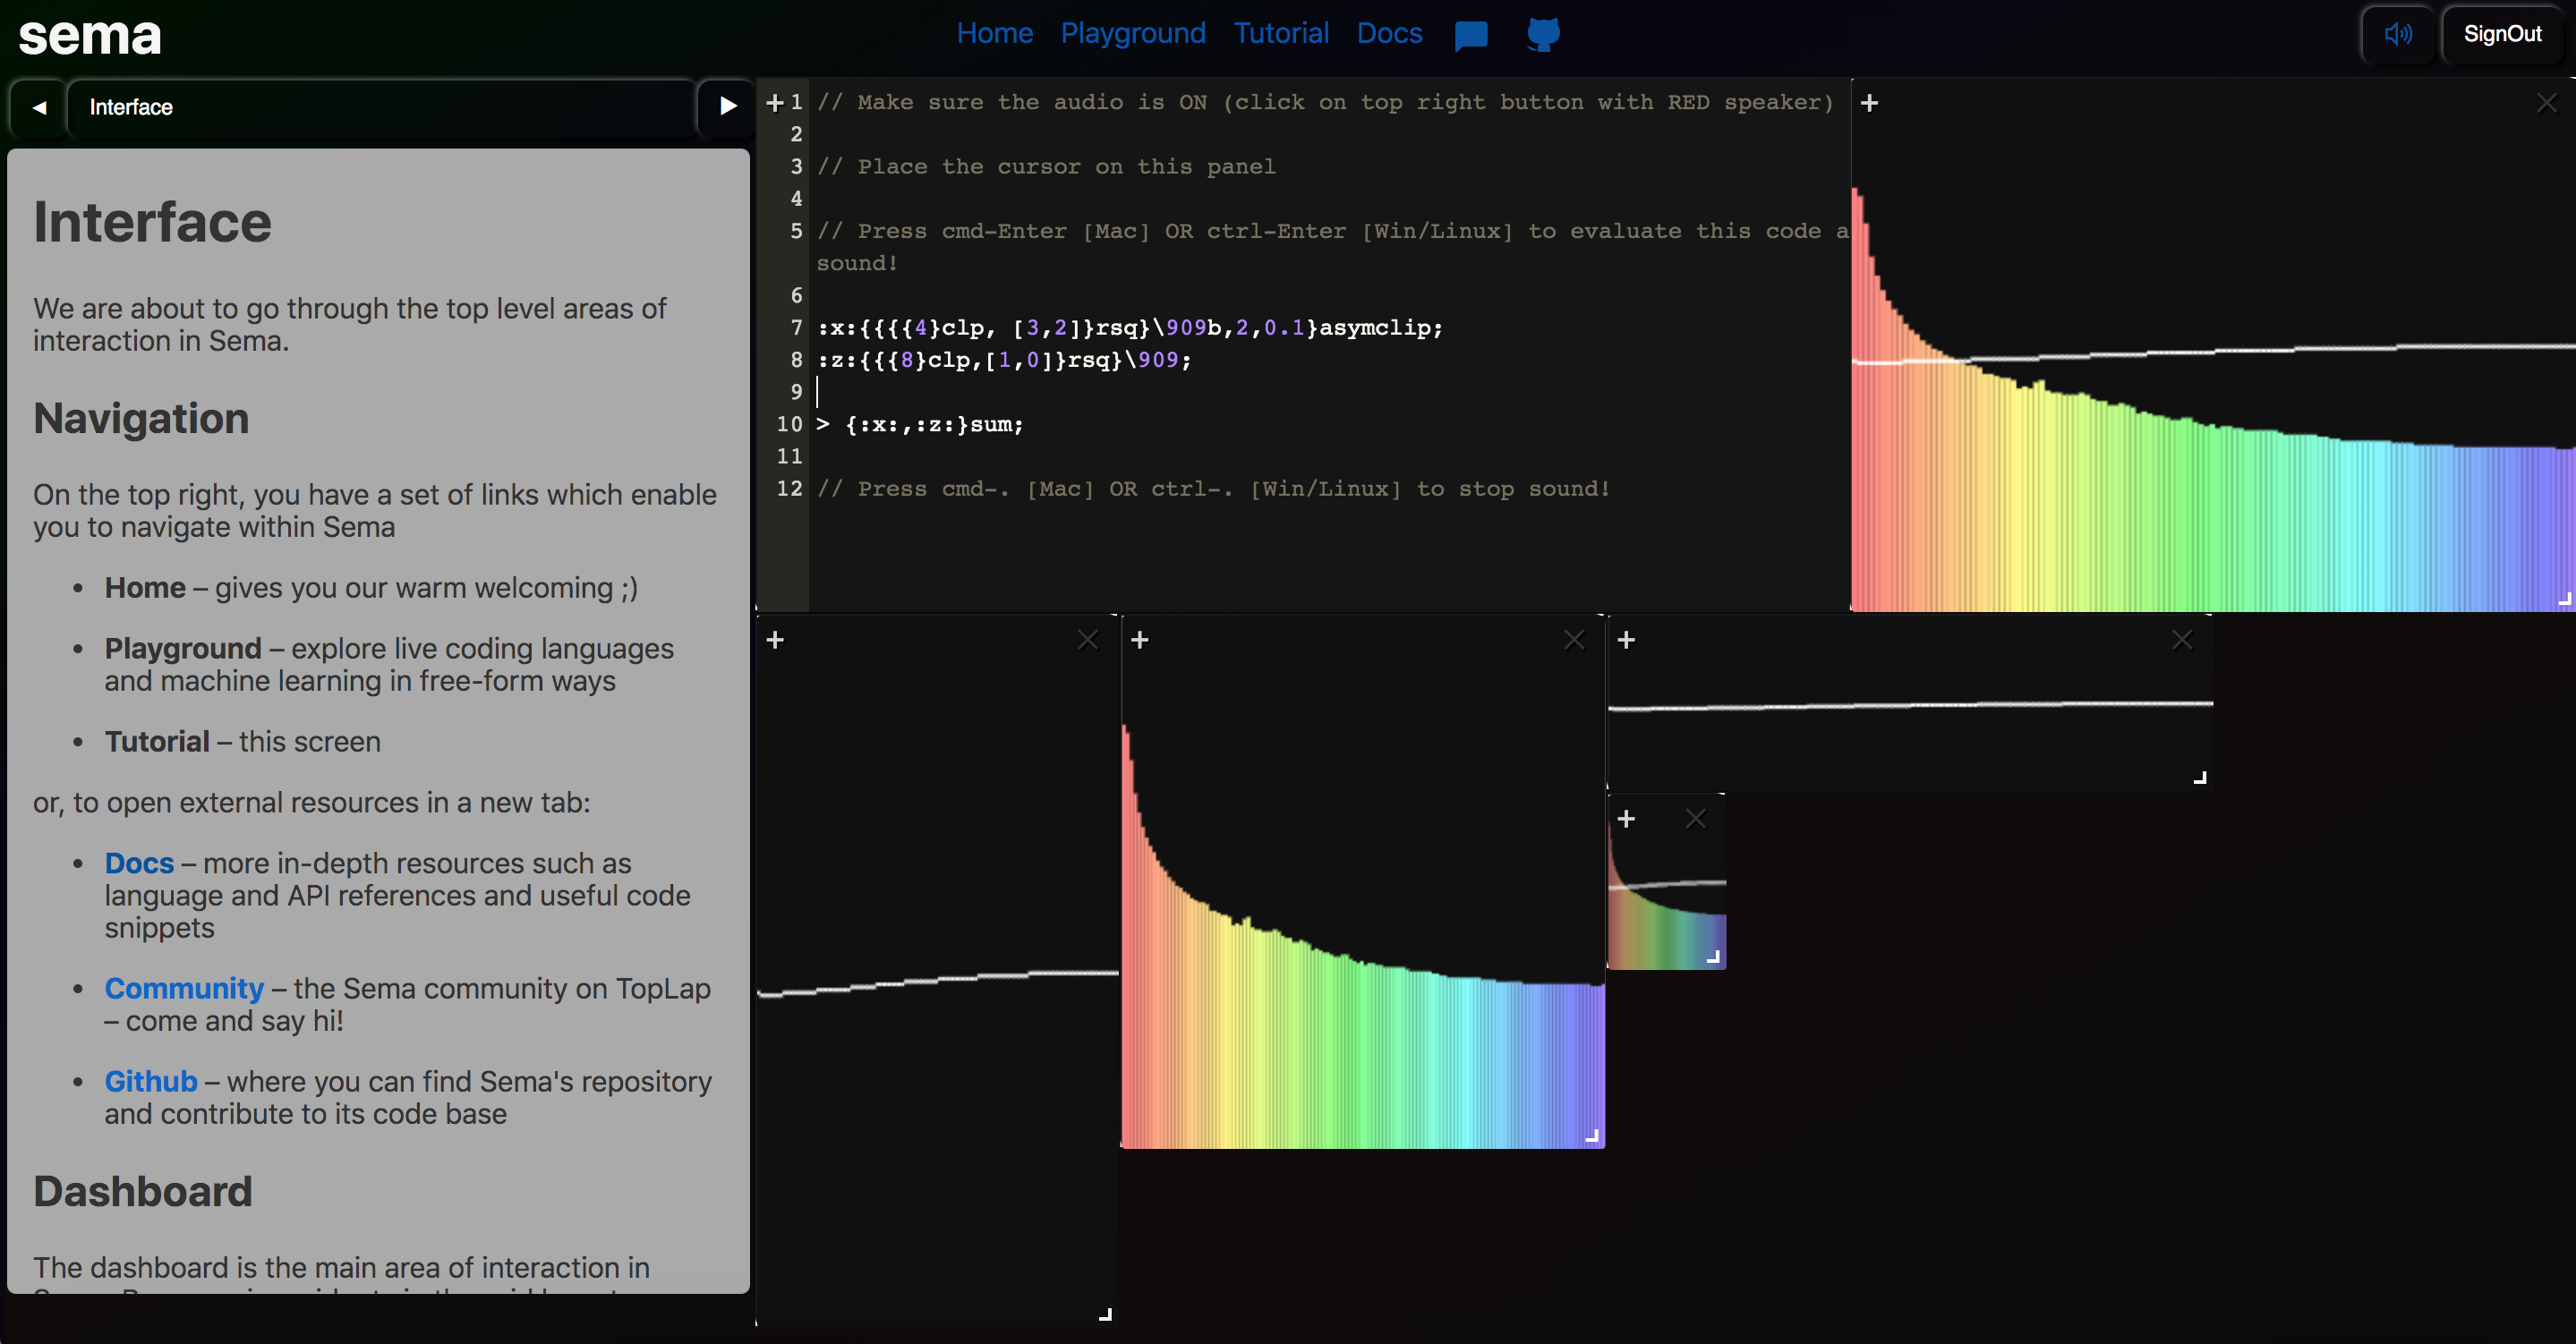 sema
Home Playground Tutorial Docs
SignOut
◀ Interface ▶
Interface
We are about to go through the top level areas of
interaction in Sema.
Navigation
On the top right, you have a set of links which enable
you to navigate within Sema
• Home – gives you our warm welcoming ;)
• Playground – explore live coding languages
and machine learning in free-form ways
• Tutorial – this screen
or, to open external resources in a new tab:
• Docs – more in-depth resources such as
language and API references and useful code
snippets
• Community – the Sema community on TopLap
– come and say hi!
• Github – where you can find Sema's repository
and contribute to its code base
Dashboard
The dashboard is the main area of interaction in
1 // Make sure the audio is ON (click on top right button with RED speaker)
2
3 // Place the cursor on this panel
4
5 // Press cmd-Enter [Mac] OR ctrl-Enter [Win/Linux] to evaluate this code a
sound!
6
7 :x:{{{{4}clp, [3,2]}rsq}\909b,2,0.1}asymclip;
8 :z:{{{8}clp,[1,0]}rsq}\909;
9
10 > {:x:,:z:}sum;
11
12 // Press cmd-. [Mac] OR ctrl-. [Win/Linux] to stop sound!